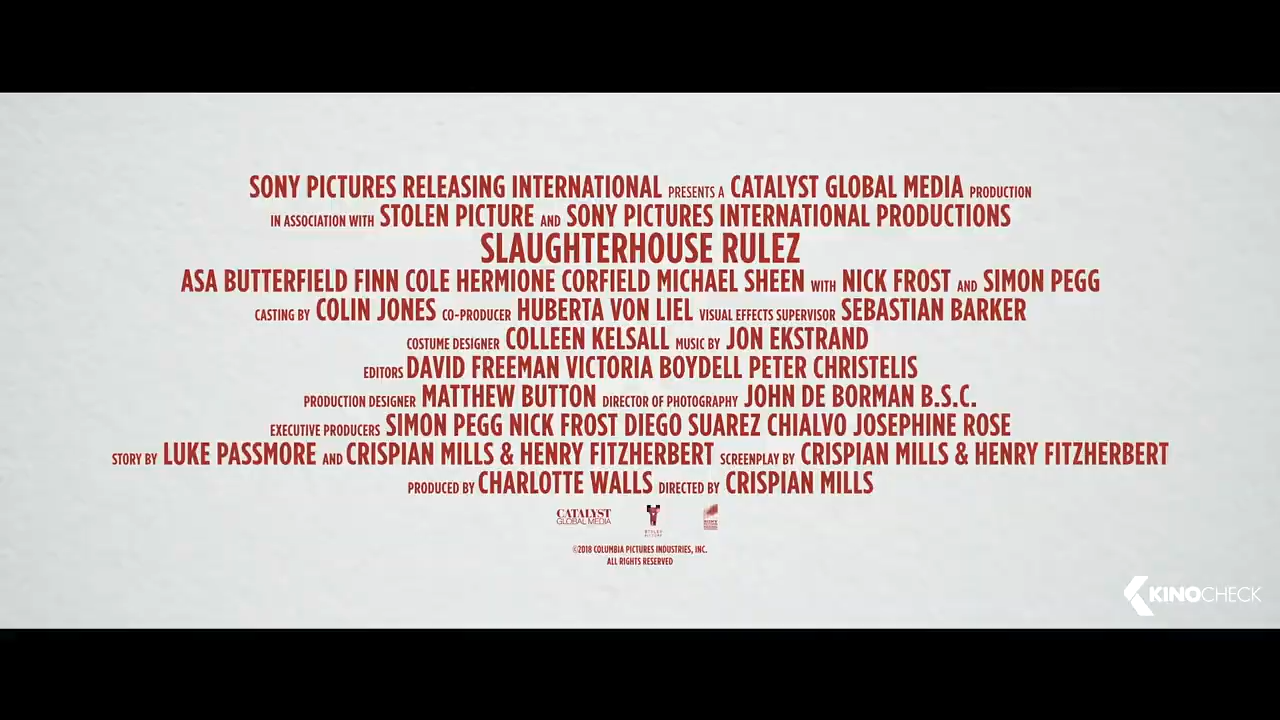 SONY PICTURES RELEASING INTERNATIONAL PRESENTS A CATALYST GLOBAL MEDIA PRODUCTION
IN ASSOCIATION WITH STOLEN PICTURE AND SONY PICTURES INTERNATIONAL PRODUCTIONS
SLAUGHTERHOUSE RULEZ
ASA BUTTERFIELD FINN COLE HERMIONE CORFIELD MICHAEL SHEEN WITH NICK FROST AND SIMON PEGG
CASTING BY COLIN JONES CO-PRODUCER HUBERTA VON LIEL VISUAL EFFECTS SUPERVISOR SEBASTIAN BARKER
COSTUME DESIGNER COLLEEN KELSALL MUSIC BY JON EKSTRAND
EDITORS DAVID FREEMAN VICTORIA BOYDELL PETER CHRISTELIS
PRODUCTION DESIGNER MATTHEW BUTTON DIRECTOR OF PHOTOGRAPHY JOHN DE BORMAN B.S.C.
EXECUTIVE PRODUCERS SIMON PEGG NICK FROST DIEGO SUAREZ CHIALVO JOSEPHINE ROSE
STORY BY LUKE PASSMORE AND CRISPIAN MILLS & HENRY FITZHERBERT SCREENPLAY BY CRISPIAN MILLS & HENRY FITZHERBERT
PRODUCED BY CHARLOTTE WALLS DIRECTED BY CRISPIAN MILLS
CATALYST
GLOBAL MEDIA
©2018 COLUMBIA PICTURES INDUSTRIES, INC.
ALL RIGHTS RESERVED
KINOCHECK